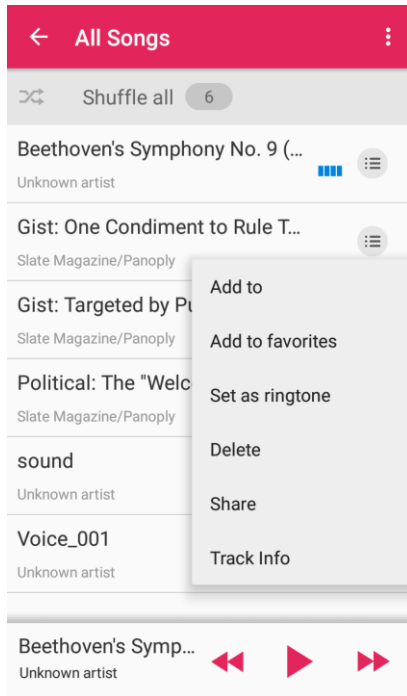 All Songs
Shuffle all 6
Beethoven's Symphony No. 9 (...
Unknown artist
Gist: One Condiment to Rule T...
Slate Magazine/Panoply
Gist: Targeted by Pu
Slate Magazine/Panoply
Political: The "Welc
Slate Magazine/Panoply
sound
Unknown artist
Voice_001
Unknown artist
Add to
Add to favorites
Set as ringtone
Delete
Share
Track Info
Beethoven's Symp...
Unknown artist